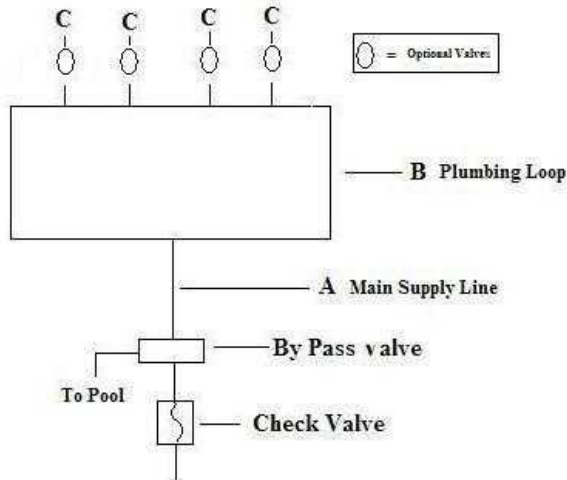 C C C C
= Optional Valves
B Plumbing Loop
A Main Supply Line
By Pass valve
To Pool
Check Valve